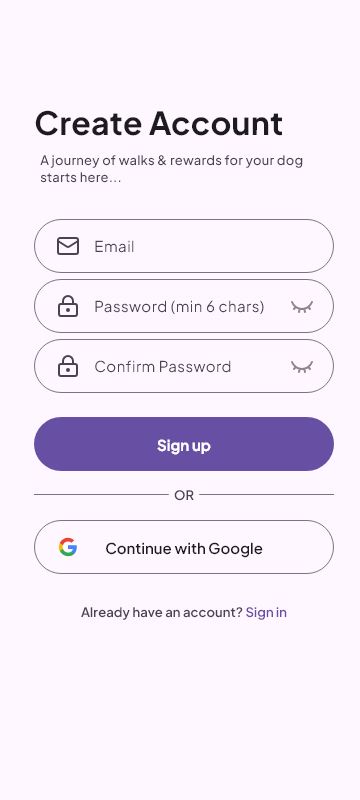 Create Account
A journey of walks & rewards for your dog
starts here...
Email
Password (min 6 chars)
Confirm Password
Sign up
OR
Continue with Google
Already have an account? Sign in